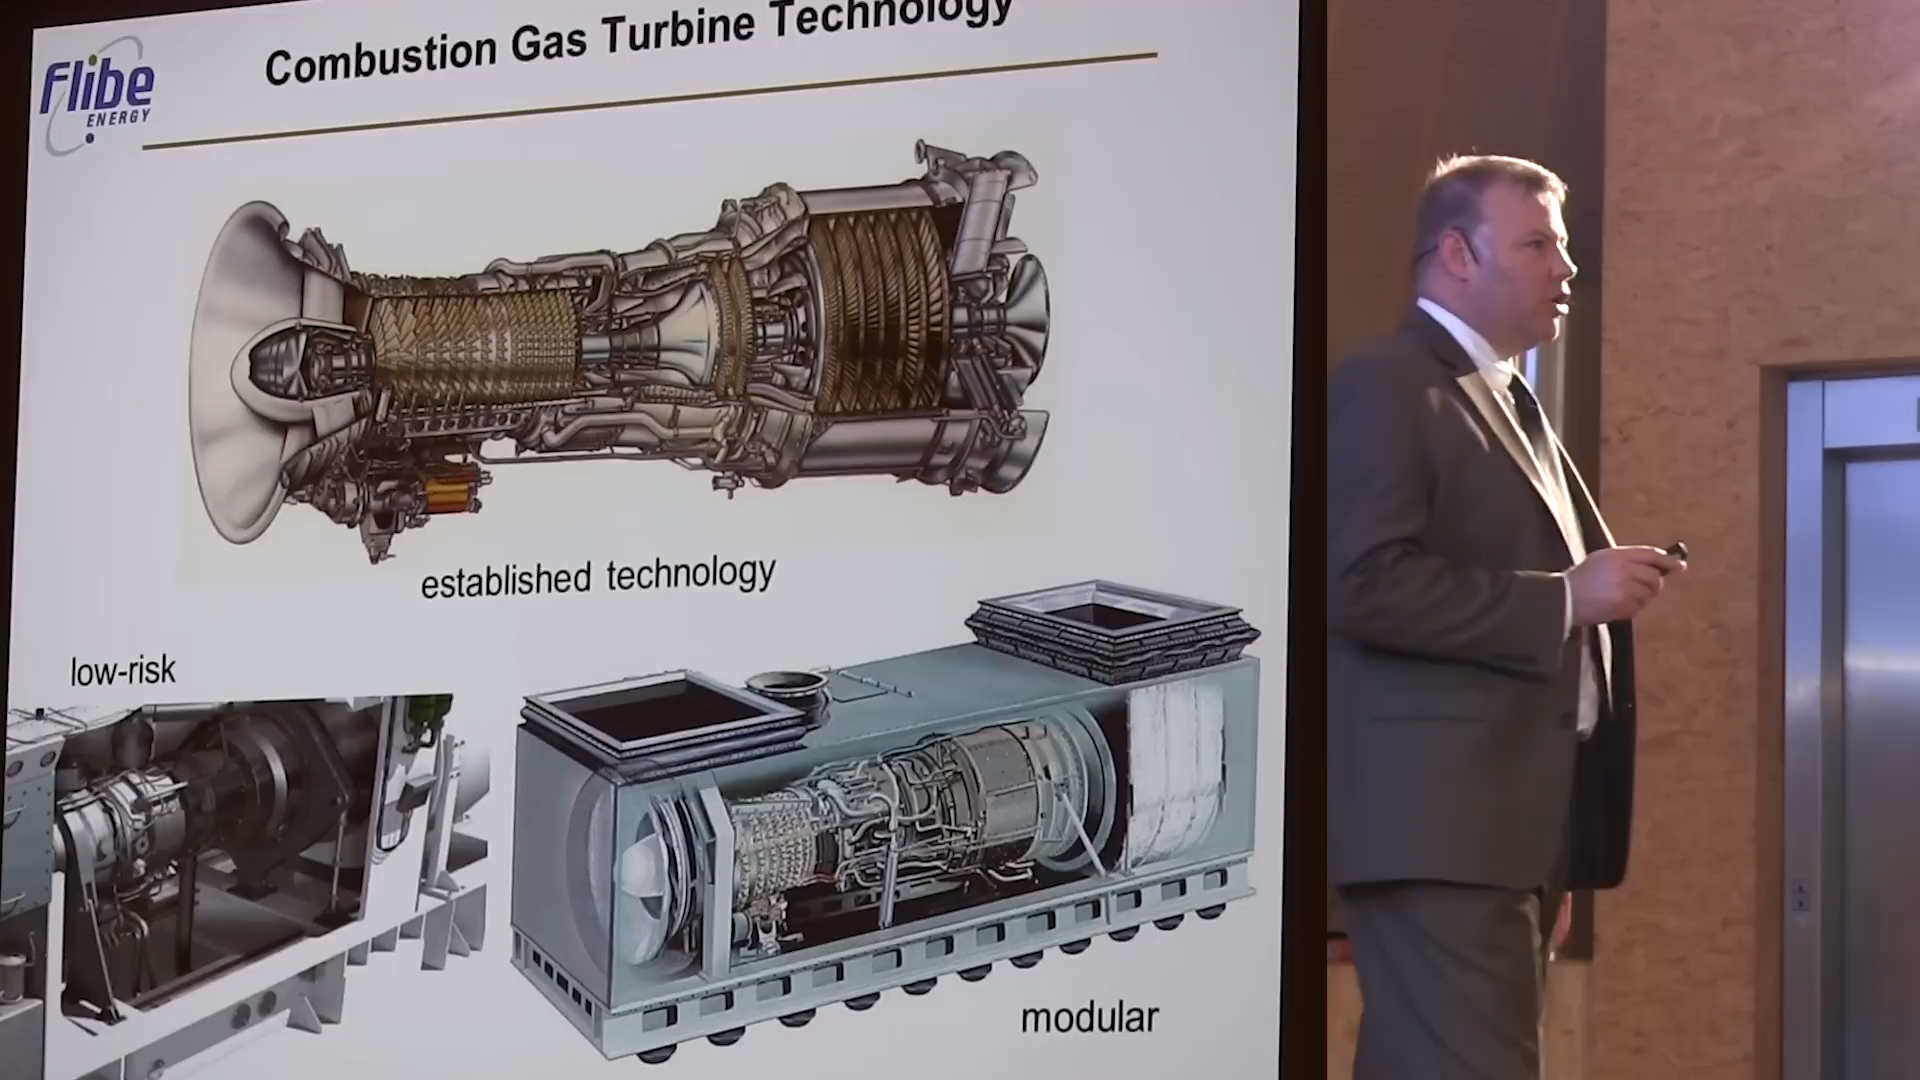 Combustion Gas Turbine Technology
Flibe
ENERGY
established technology
low-risk
modular